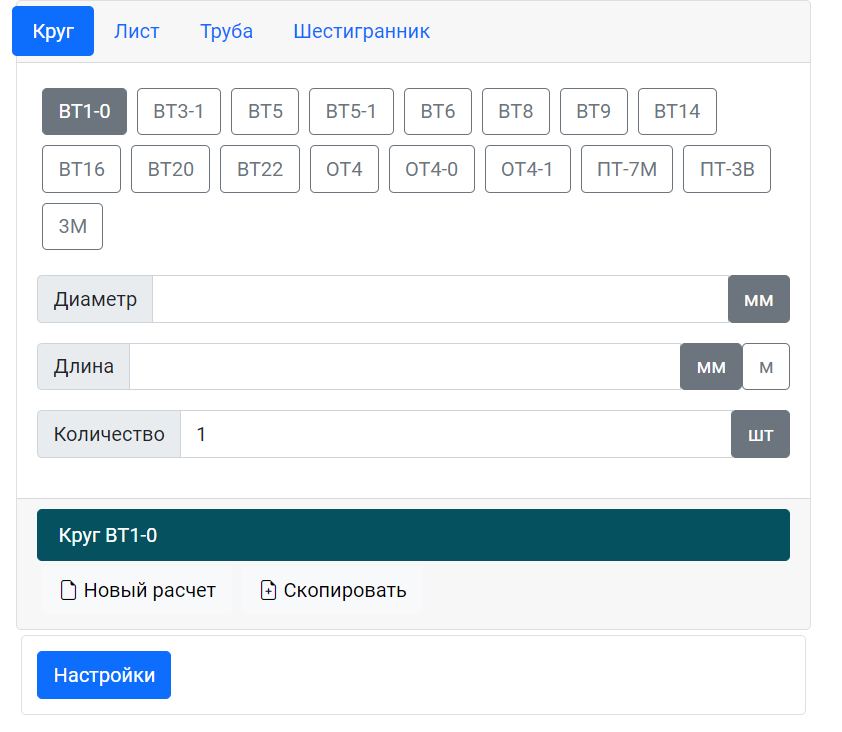 Круг Лист Труба Шестигранник
ВТ1-0 ВТ3-1 ВТ5 ВТ5-1 ВТ6 ВТ8 ВТ9 ВТ14
ВТ16 ВТ20 ВТ22 ОТ4 ОТ4-0 ОТ4-1 ПТ-7М ПТ-3В
3М
Диаметр мм
Длина мм м
Количество 1 шт
Круг ВТ1-0
Новый расчет Скопировать
Настройки